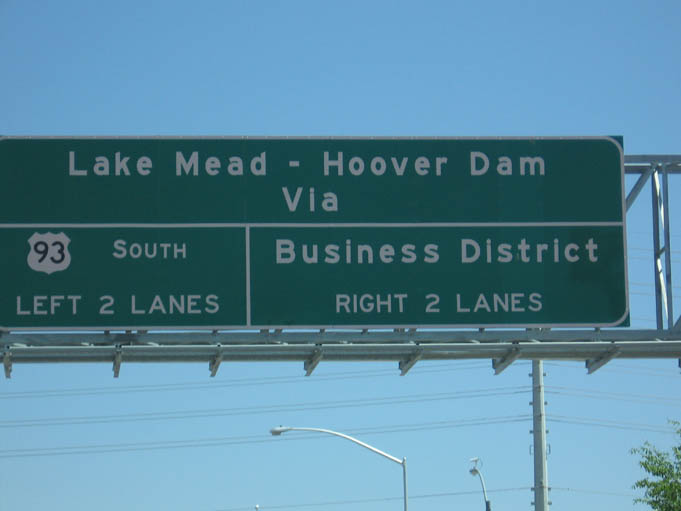 Lake Mead - Hoover Dam
Via
93 SOUTH
LEFT 2 LANES
Business District
RIGHT 2 LANES